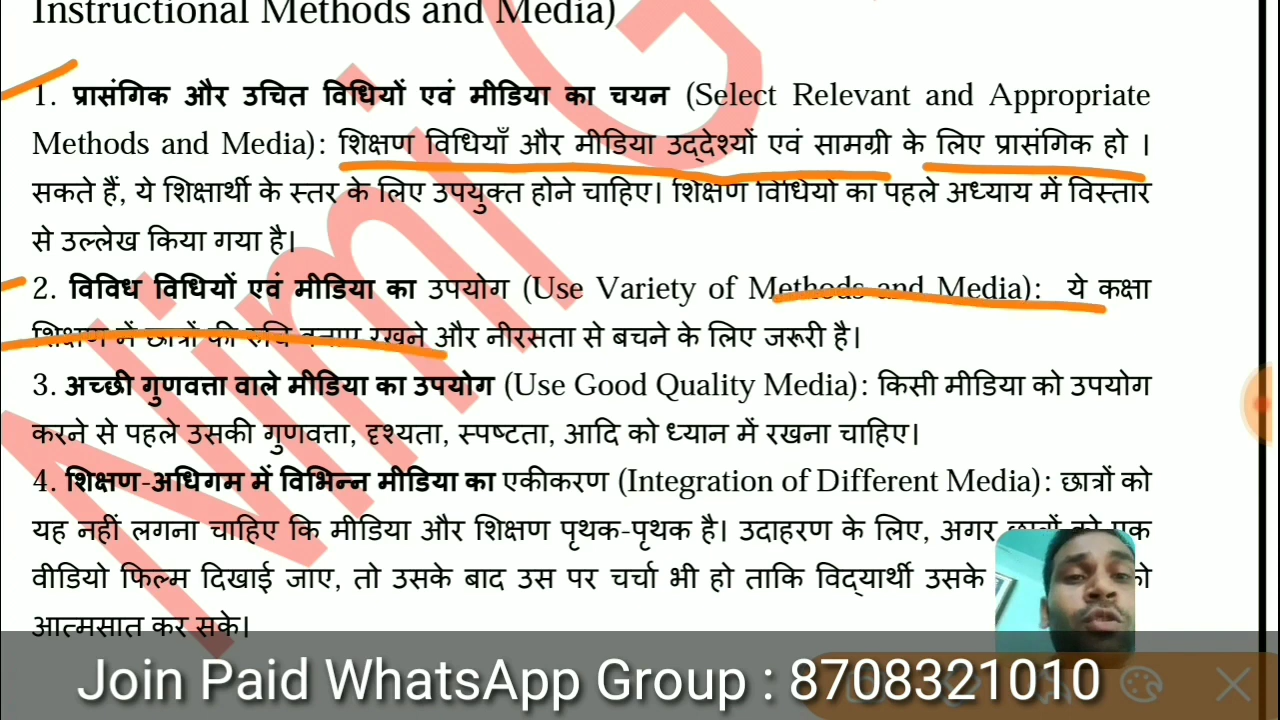 Instructional Methods and Media)
1. प्रासंगिक और उचित विधियों एवं मीडिया का चयन (Select Relevant and Appropriate
Methods and Media): शिक्षण विधियाँ और मीडिया उद्देश्यों एवं सामग्री के लिए प्रासंगिक हो ।
सकते हैं, ये शिक्षार्थी के स्तर के लिए उपयुक्त होने चाहिए। शिक्षण विधियों का पहले अध्याय में विस्तार
से उल्लेख किया गया है।
2. विविध विधियों एवं मीडिया का उपयोग (Use Variety of Methods and Media): ये कक्षा
शिक्षण में छात्रों की रुचि बनाए रखने और नीरसता से बचने के लिए जरूरी है।
3. अच्छी गुणवत्ता वाले मीडिया का उपयोग (Use Good Quality Media): किसी मीडिया को उपयोग
करने से पहले उसकी गुणवत्ता, दृश्यता, स्पष्टता, आदि को ध्यान में रखना चाहिए।
4. शिक्षण-अधिगम में विभिन्न मीडिया का एकीकरण (Integration of Different Media): छात्रों को
यह नहीं लगना चाहिए कि मीडिया और शिक्षण पृथक-पृथक है। उदाहरण के लिए, अगर छात्रों को एक
वीडियो फिल्म दिखाई जाए, तो उसके बाद उस पर चर्चा भी हो ताकि विद्यार्थी उसके
आत्मसात कर सके।
Nimi G
Join Paid WhatsApp Group : 8708321010